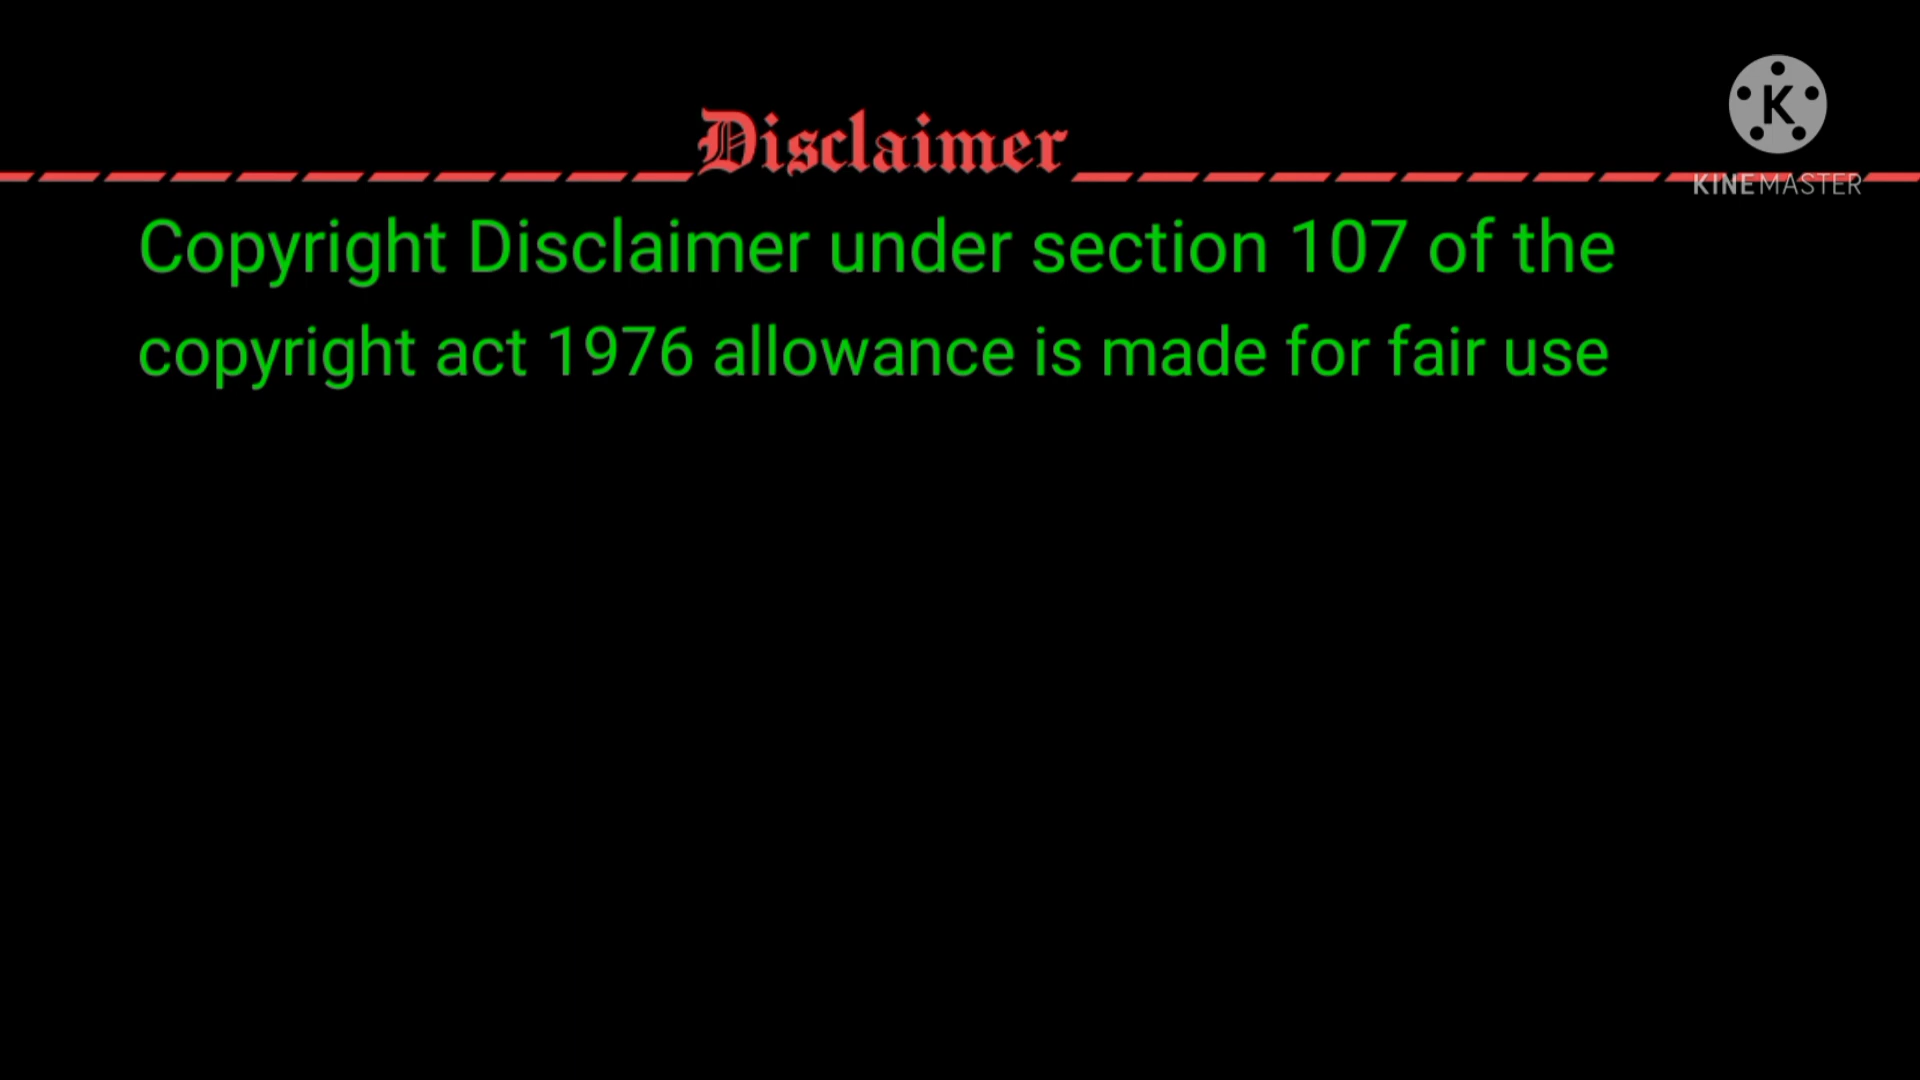 Disclaimer
K
KINEMASTER
Copyright Disclaimer under section 107 of the
copyright act 1976 allowance is made for fair use